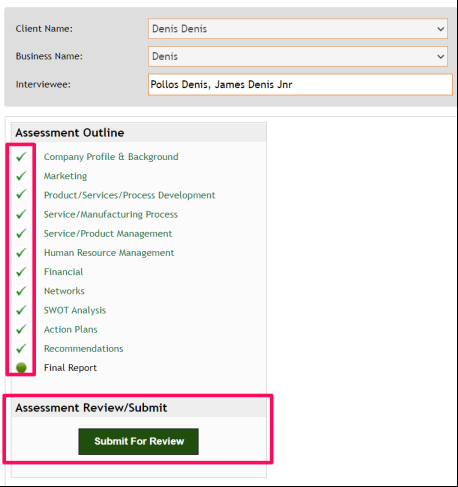 Client Name: Denis Denis
Business Name: Denis
Interviewee: Pollos Denis, James Denis Jnr
Assessment Outline
Company Profile & Background
Marketing
Product/Services/Process Development
Service/Manufacturing Process
Service/Product Management
Human Resource Management
Financial
Networks
SWOT Analysis
Action Plans
Recommendations
Final Report
Assessment Review/Submit
Submit For Review